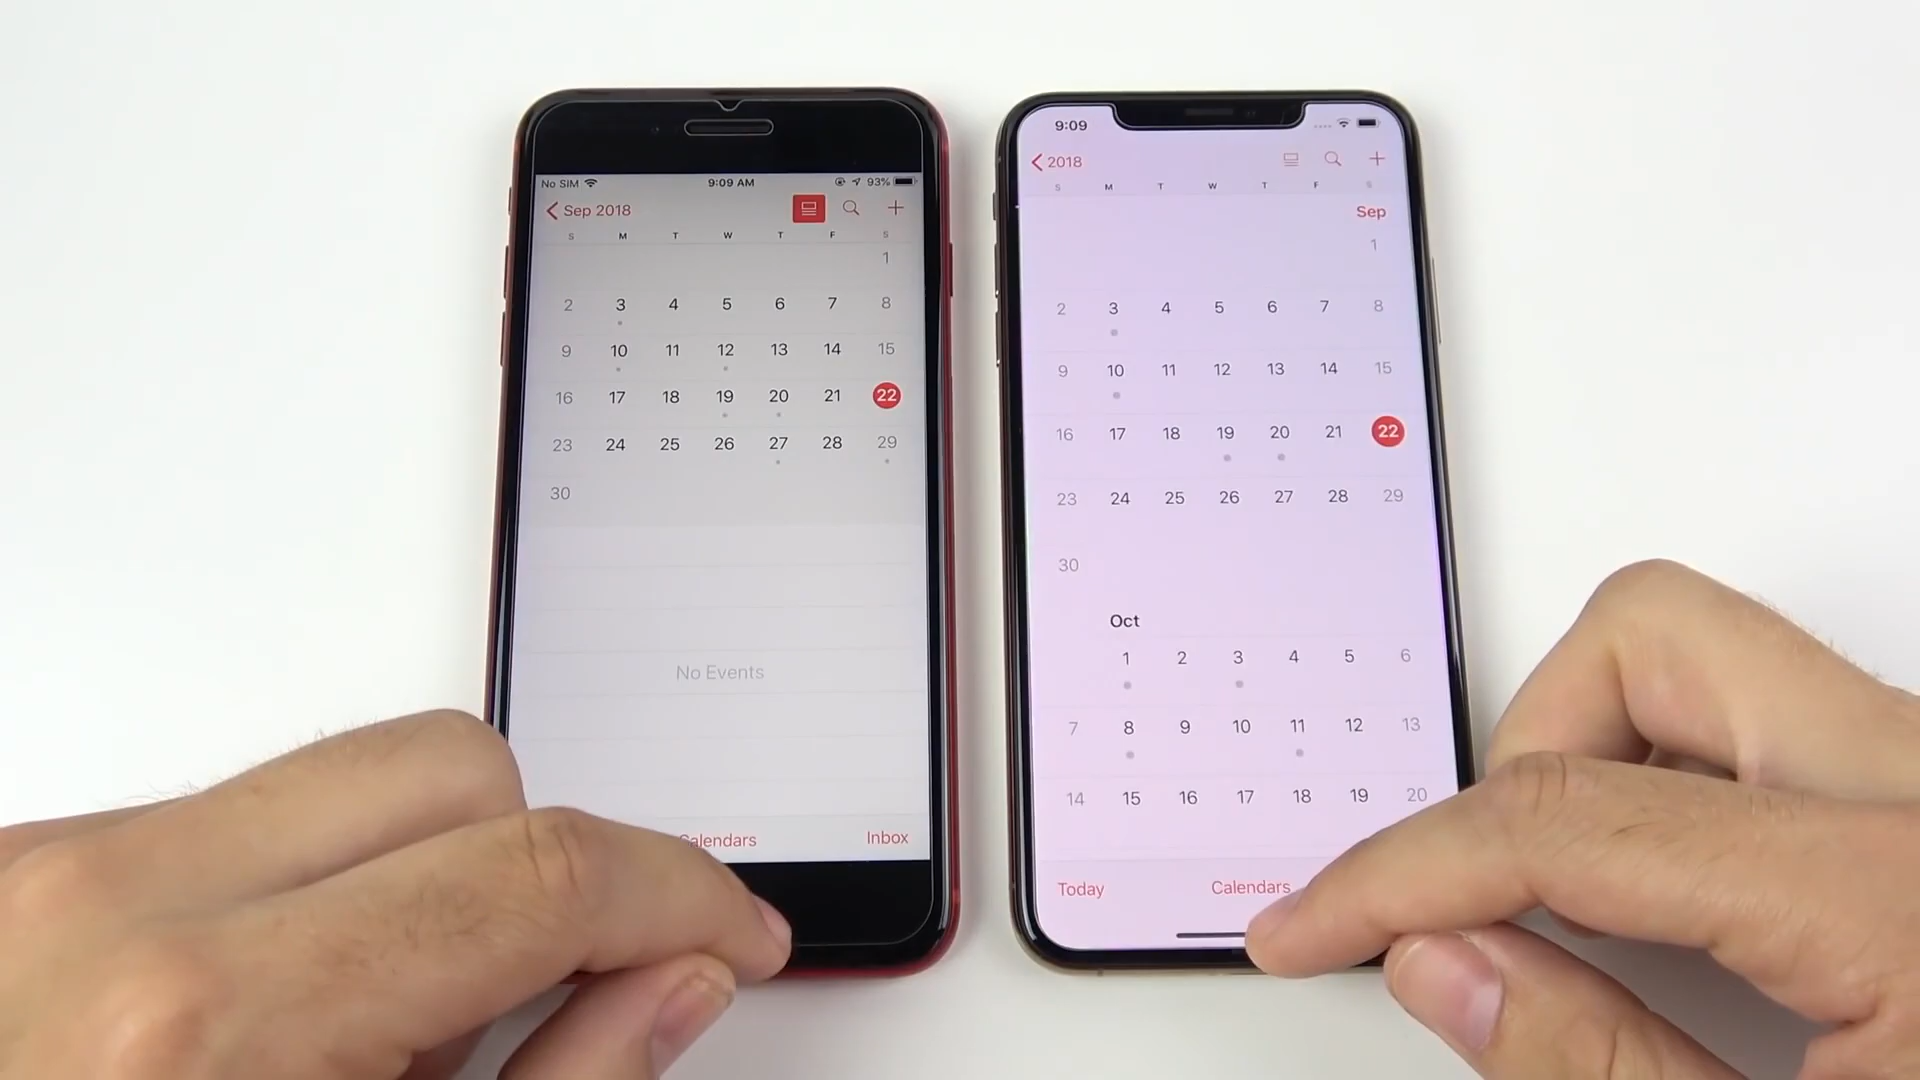 No SIM 9:09 AM 93%
Sep 2018
S M T W T F S
1
2 3 4 5 6 7 8
9 10 11 12 13 14 15
16 17 18 19 20 21 22
23 24 25 26 27 28 29
30
No Events
Calendars Inbox
9:09
2018
S M T W T F S
Sep
1
2 3 4 5 6 7 8
9 10 11 12 13 14 15
16 17 18 19 20 21 22
23 24 25 26 27 28 29
30
Oct
1 2 3 4 5 6
7 8 9 10 11 12 13
14 15 16 17 18 19 20
Today Calendars